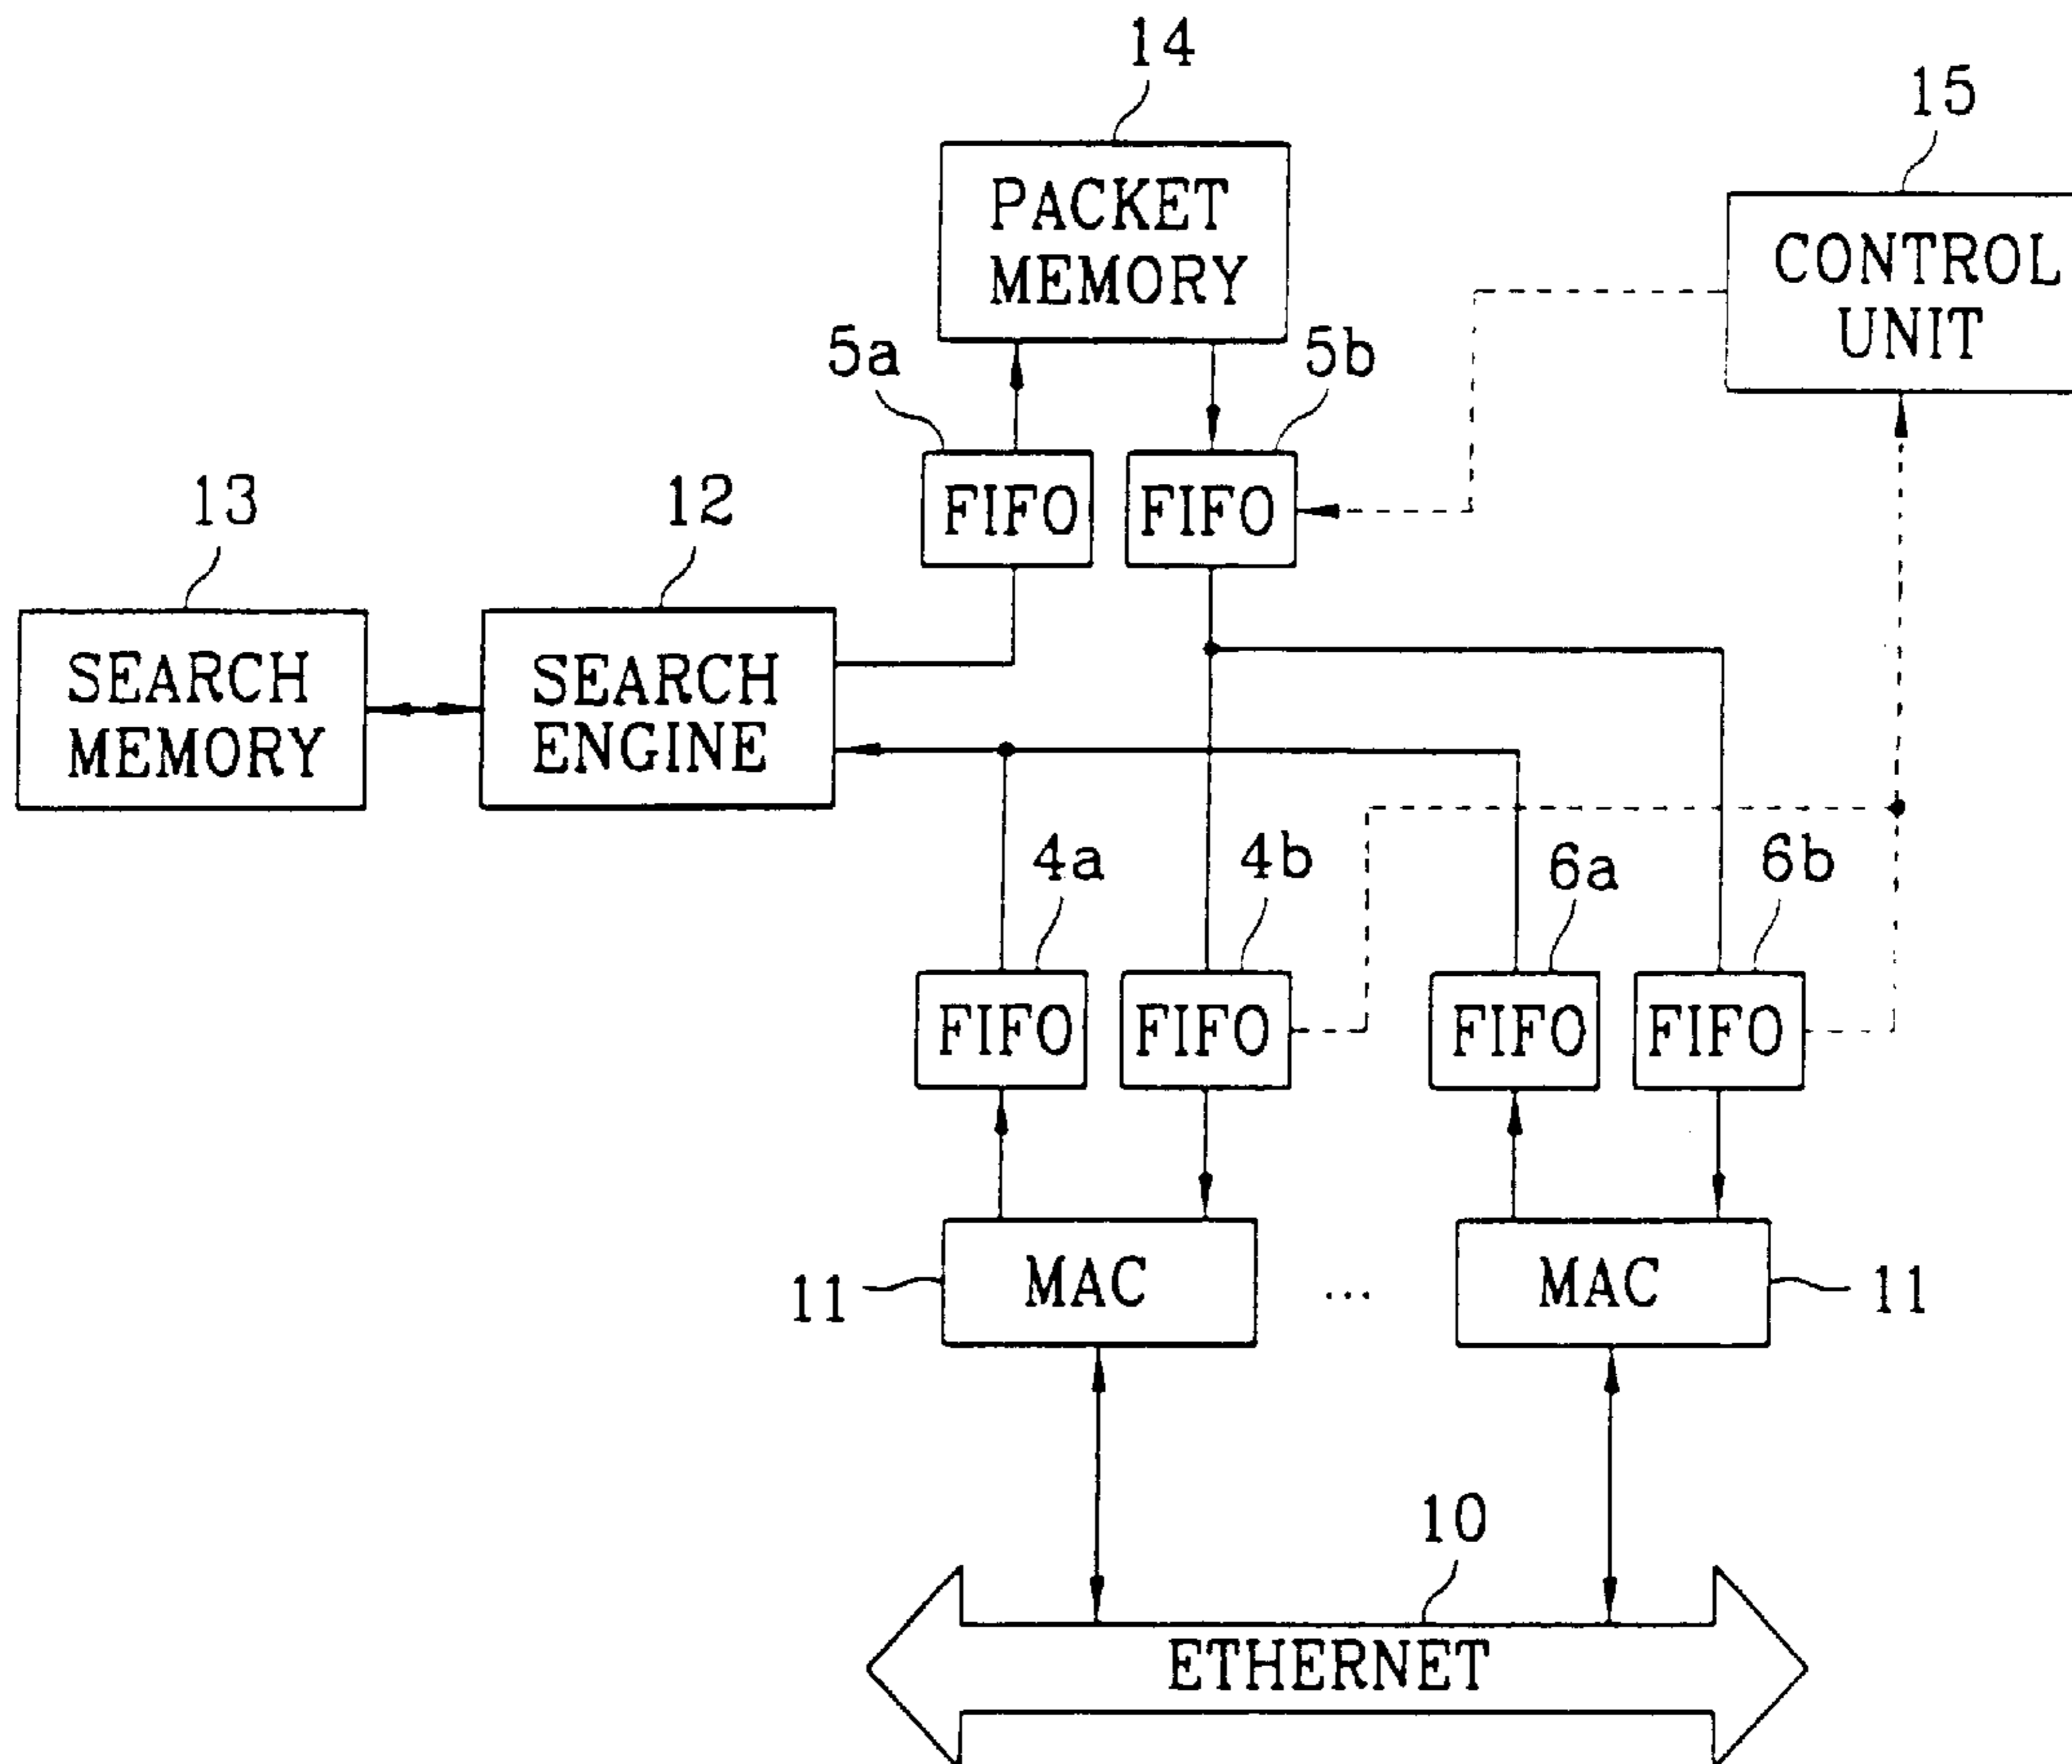 14
15
PACKET
MEMORY
CONTROL
UNIT
5a
5b
13
12
FIFO
FIFO
SEARCH
MEMORY
SEARCH
ENGINE
4a
4b
6a
6b
FIFO
FIFO
FIFO
FIFO
11
MAC
...
MAC
11
10
ETHERNET